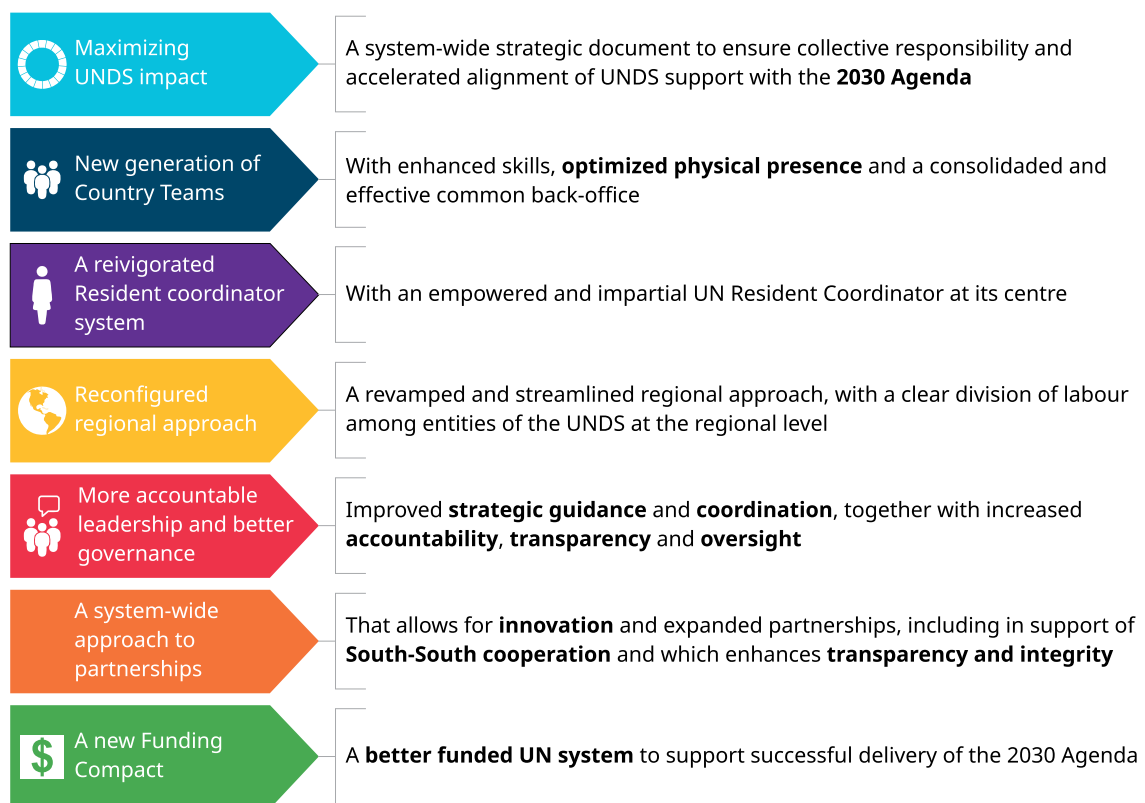 Maximizing
UNDS impact
A system-wide strategic document to ensure collective responsibility and
accelerated alignment of UNDS support with the 2030 Agenda
New generation of
Country Teams
With enhanced skills, optimized physical presence and a consolidaded and
effective common back-office
A reivigorated
Resident coordinator
system
With an empowered and impartial UN Resident Coordinator at its centre
Reconfigured
regional approach
A revamped and streamlined regional approach, with a clear division of labour
among entities of the UNDS at the regional level
More accountable
leadership and better
governance
Improved strategic guidance and coordination, together with increased
accountability, transparency and oversight
A system-wide
approach to
partnerships
That allows for innovation and expanded partnerships, including in support of
South-South cooperation and which enhances transparency and integrity
$
A new Funding
Compact
A better funded UN system to support successful delivery of the 2030 Agenda